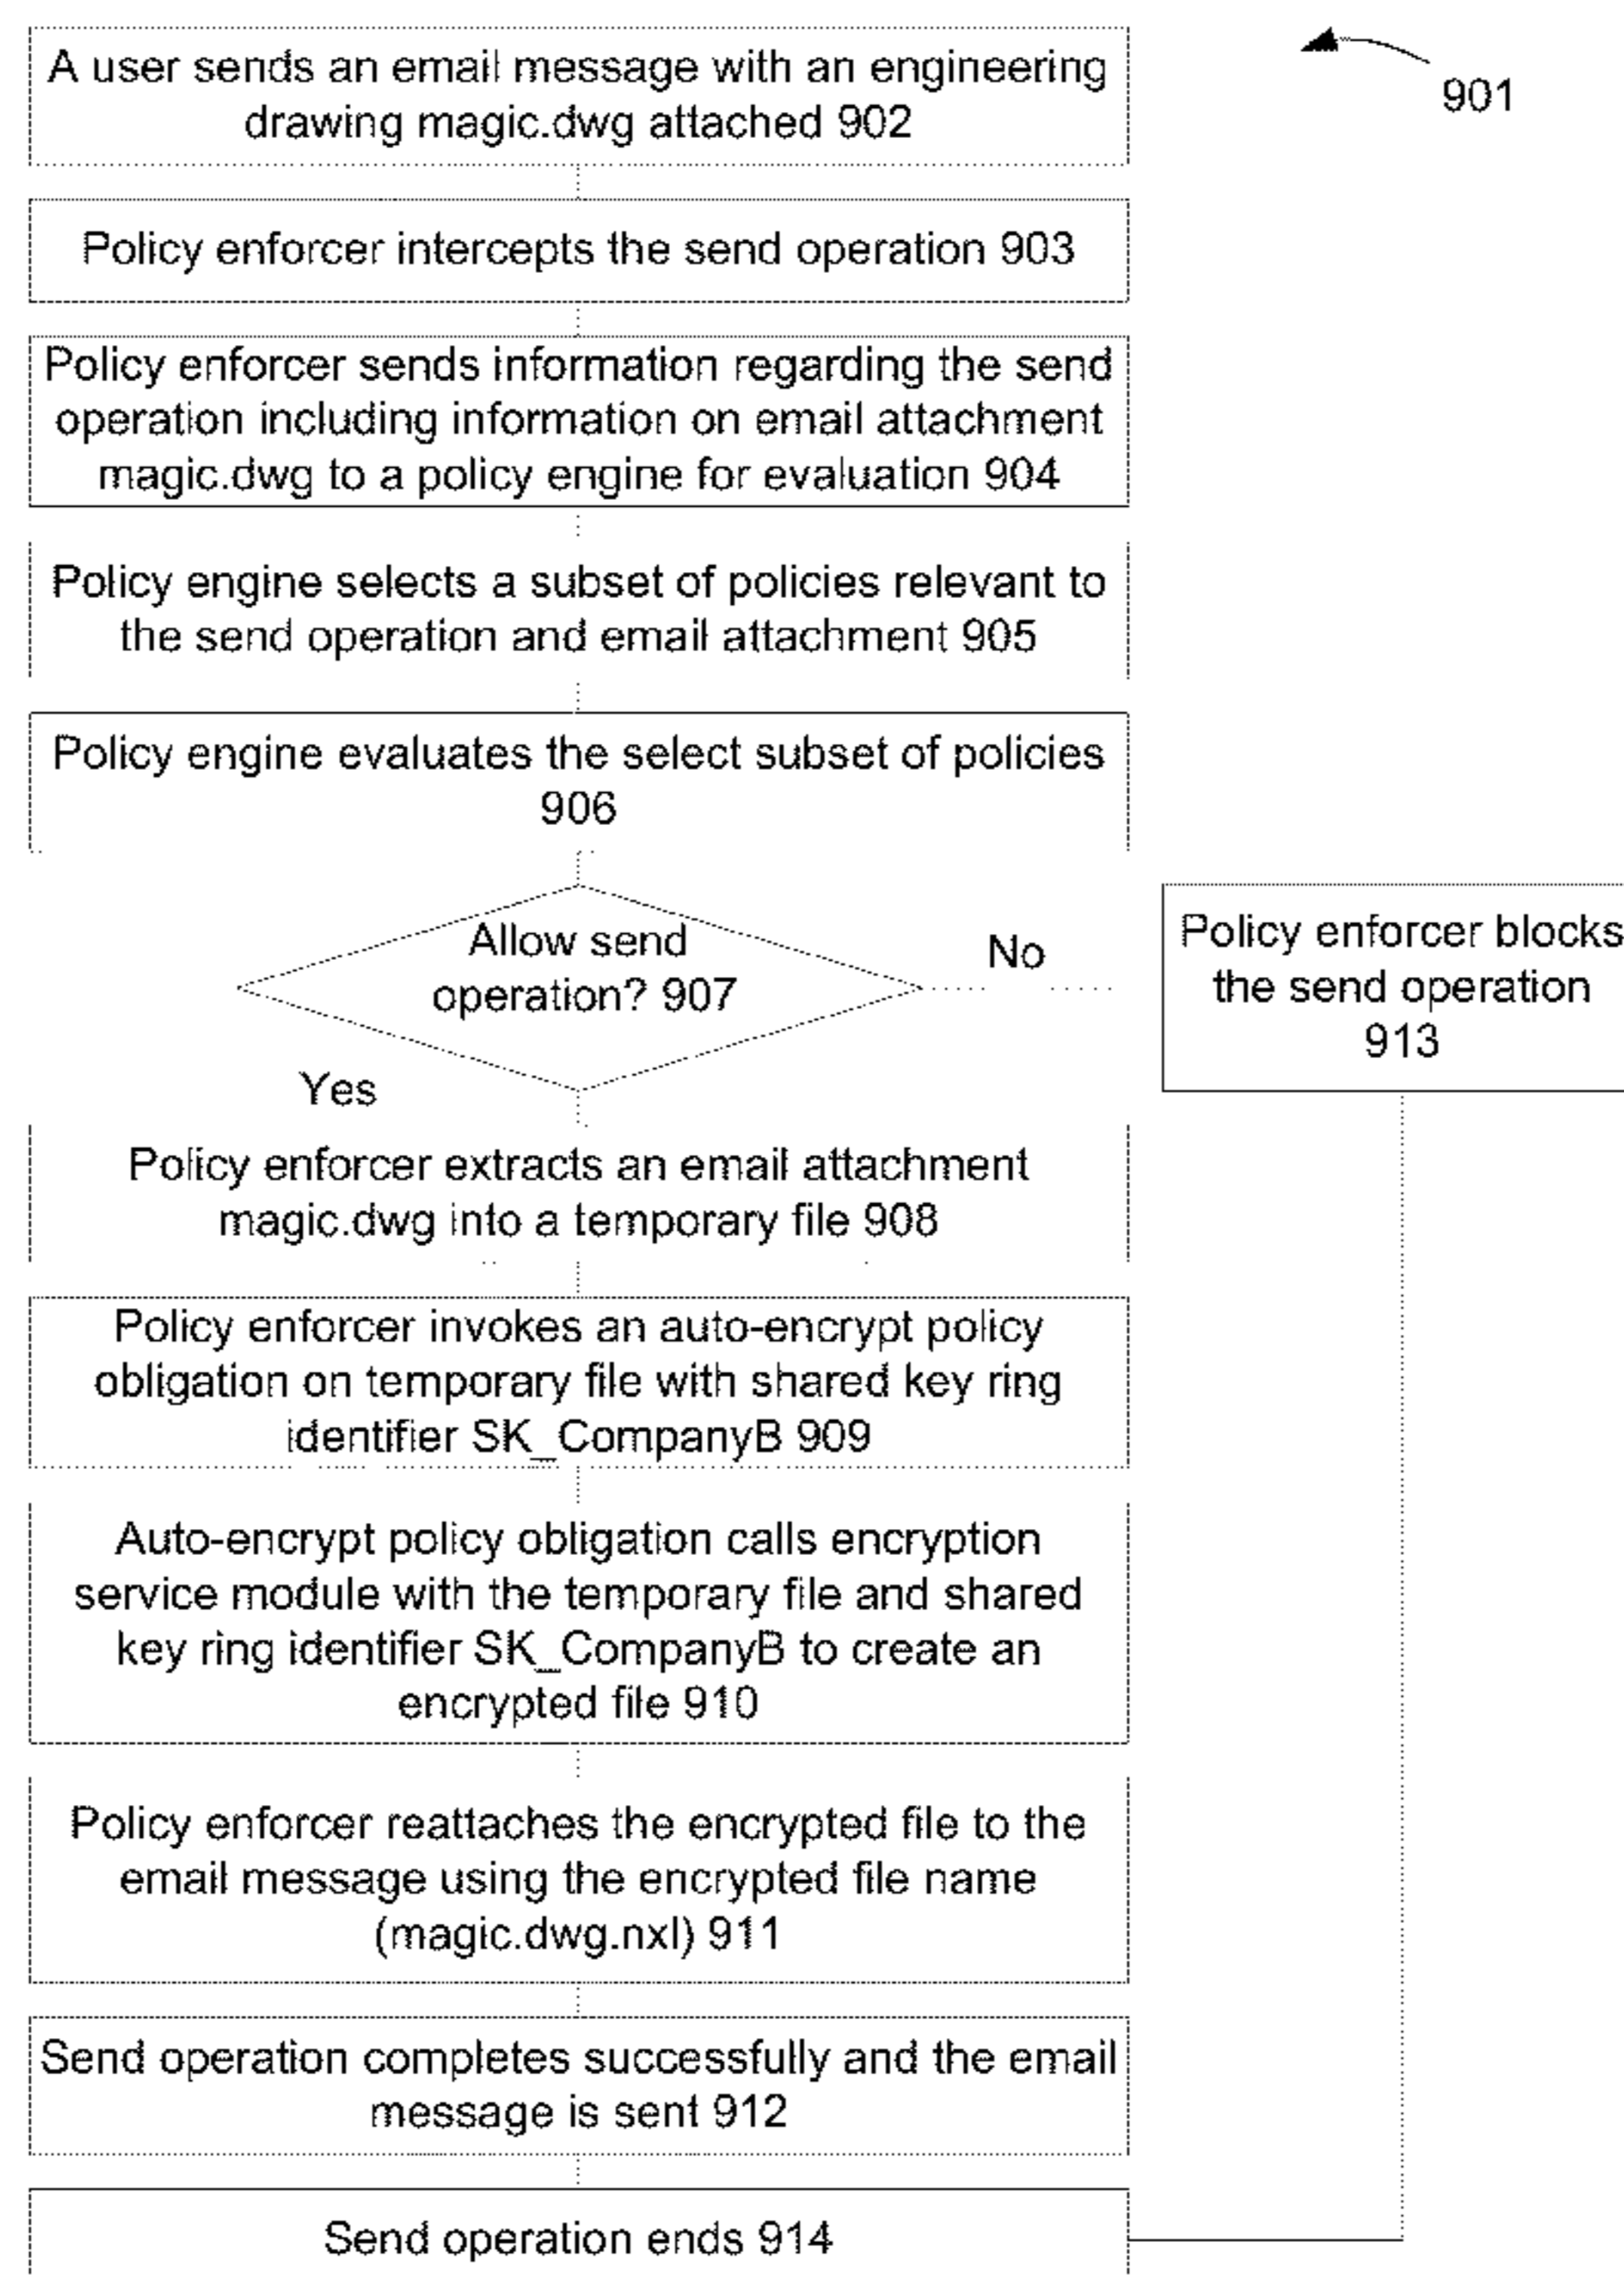 A user sends an email message with an engineering
drawing magic.dwg attached 902
901
Policy enforcer intercepts the send operation 903
Policy enforcer sends information regarding the send
operation including information on email attachment
magic.dwg to a policy engine for evaluation 904
Policy engine selects a subset of policies relevant to
the send operation and email attachment 905
Policy engine evaluates the select subset of policies
906
Allow send
operation? 907
No
Policy enforcer blocks
the send operation
913
Yes
Policy enforcer extracts an email attachment
magic.dwg into a temporary file 908
Policy enforcer invokes an auto-encrypt policy
obligation on temporary file with shared key ring
identifier SK_CompanyB 909
Auto-encrypt policy obligation calls encryption
service module with the temporary file and shared
key ring identifier SK_CompanyB to create an
encrypted file 910
Policy enforcer reattaches the encrypted file to the
email message using the encrypted file name
(magic.dwg.nxl) 911
Send operation completes successfully and the email
message is sent 912
Send operation ends 914